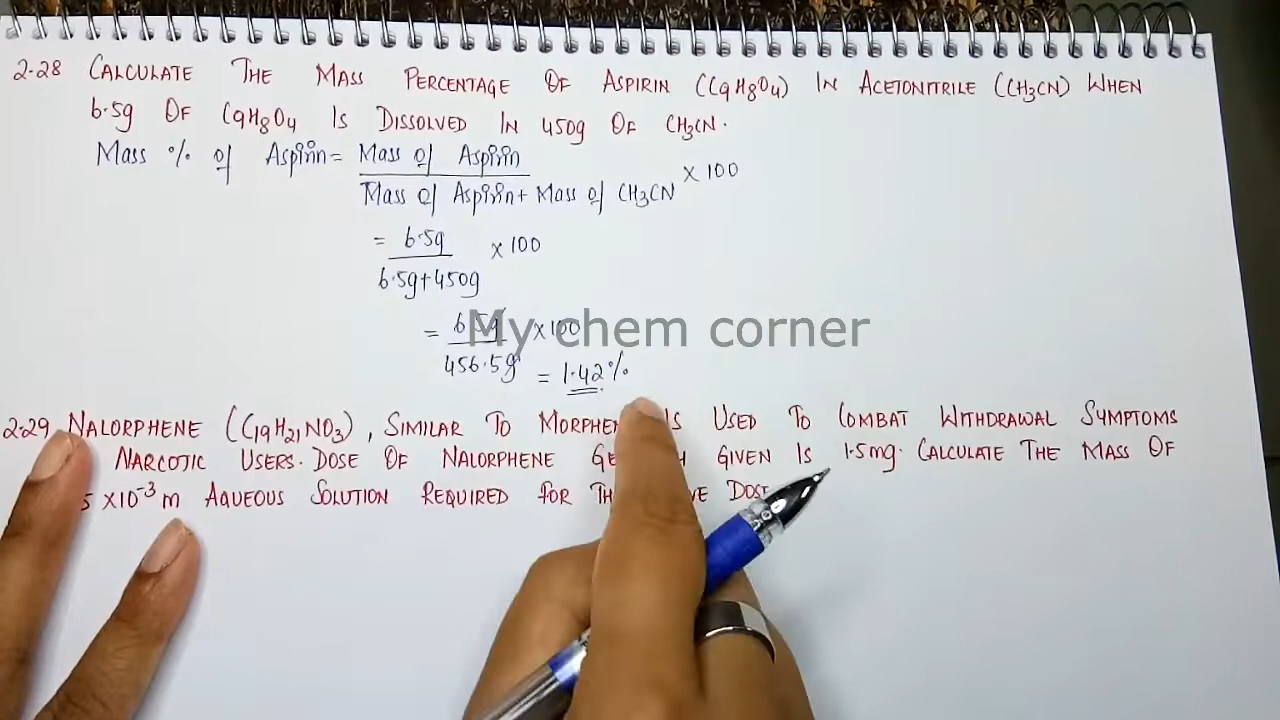 2.28 CALCULATE THE MASS PERCENTAGE OF ASPIRIN (C9H8O4) IN ACETONITRILE (CH3CN) WHEN
6.5g OF C9H8O4 IS DISSOLVED IN 450g OF CH3CN.
Mass % of Aspirin = Mass of Aspirin
Mass of Aspirin + Mass of CH3CN × 100
= 6.5g × 100
6.5g+450g
= 6.5g × 100
My chem corner
456.5g = 1.42%
2.29 NALORPHENE (C19H21NO3), SIMILAR TO MORPHENE IS USED TO COMBAT WITHDRAWAL SYMPTOMS
NARCOTIC USERS. DOSE OF NALORPHENE GIVEN IS 1.5mg. CALCULATE THE MASS OF
5 ×10-3 m AQUEOUS SOLUTION REQUIRED FOR DOSE